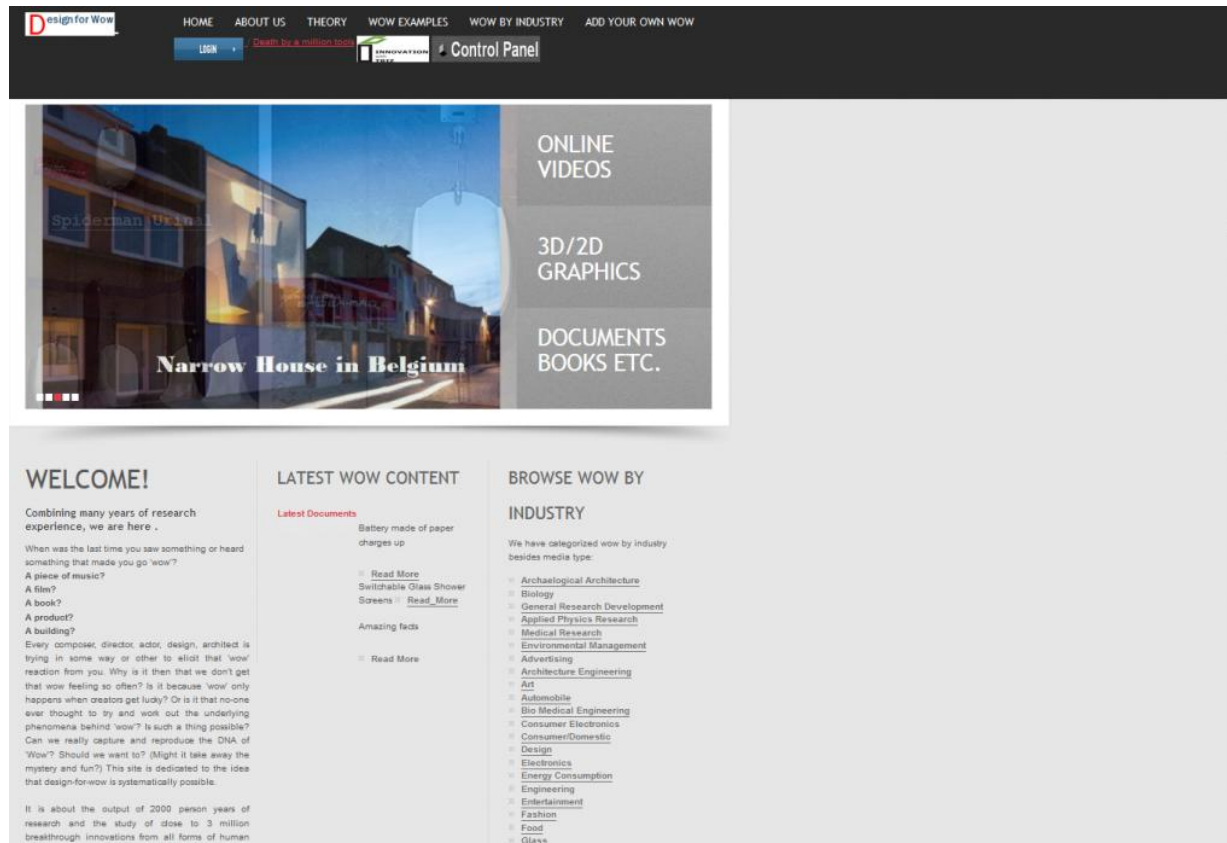 Design for Wow
HOME ABOUT US THEORY WOW EXAMPLES WOW BY INDUSTRY ADD YOUR OWN WOW
LOGIN / Death by a million tools INNOVATION Control Panel
ONLINE
VIDEOS
Spiderman Urinal
3D/2D
GRAPHICS
DOCUMENTS
BOOKS ETC.
Narrow House in Belgium
WELCOME!
Combining many years of research
experience, we are here .
When was the last time you saw something or heard
something that made you go 'wow'?
A piece of music?
A film?
A book?
A product?
A building?
Every composer, director, actor, design, architect is
trying in some way or other to elicit that 'wow'
reaction from you. Why is it then that we don't get
that wow feeling so often? Is it because 'wow' only
happens when creators get lucky? Or is it that no-one
ever thought to try and work out the underlying
phenomena behind 'wow'? Is such a thing possible?
Can we really capture and reproduce the DNA of
'Wow'? Should we want to? (Might it take away the
mystery and fun?) This site is dedicated to the idea
that design-for-wow is systematically possible.
It is about the output of 2000 person years of
research and the study of close to 3 million
breakthrough innovations from all forms of human
LATEST WOW CONTENT
Latest Documents
Battery made of paper
charges up
Read More
Switchable Glass Shower
Screens Read_More
Amazing facts
Read More
BROWSE WOW BY
INDUSTRY
We have categorized wow by industry
besides media type:
Archaelogical Architecture
Biology
General Research Development
Applied Physics Research
Medical Research
Environmental Management
Advertising
Architecture Engineering
Art
Automobile
Bio Medical Engineering
Consumer Electronics
Consumer/Domestic
Design
Electronics
Energy Consumption
Engineering
Entertainment
Fashion
Food
Glass